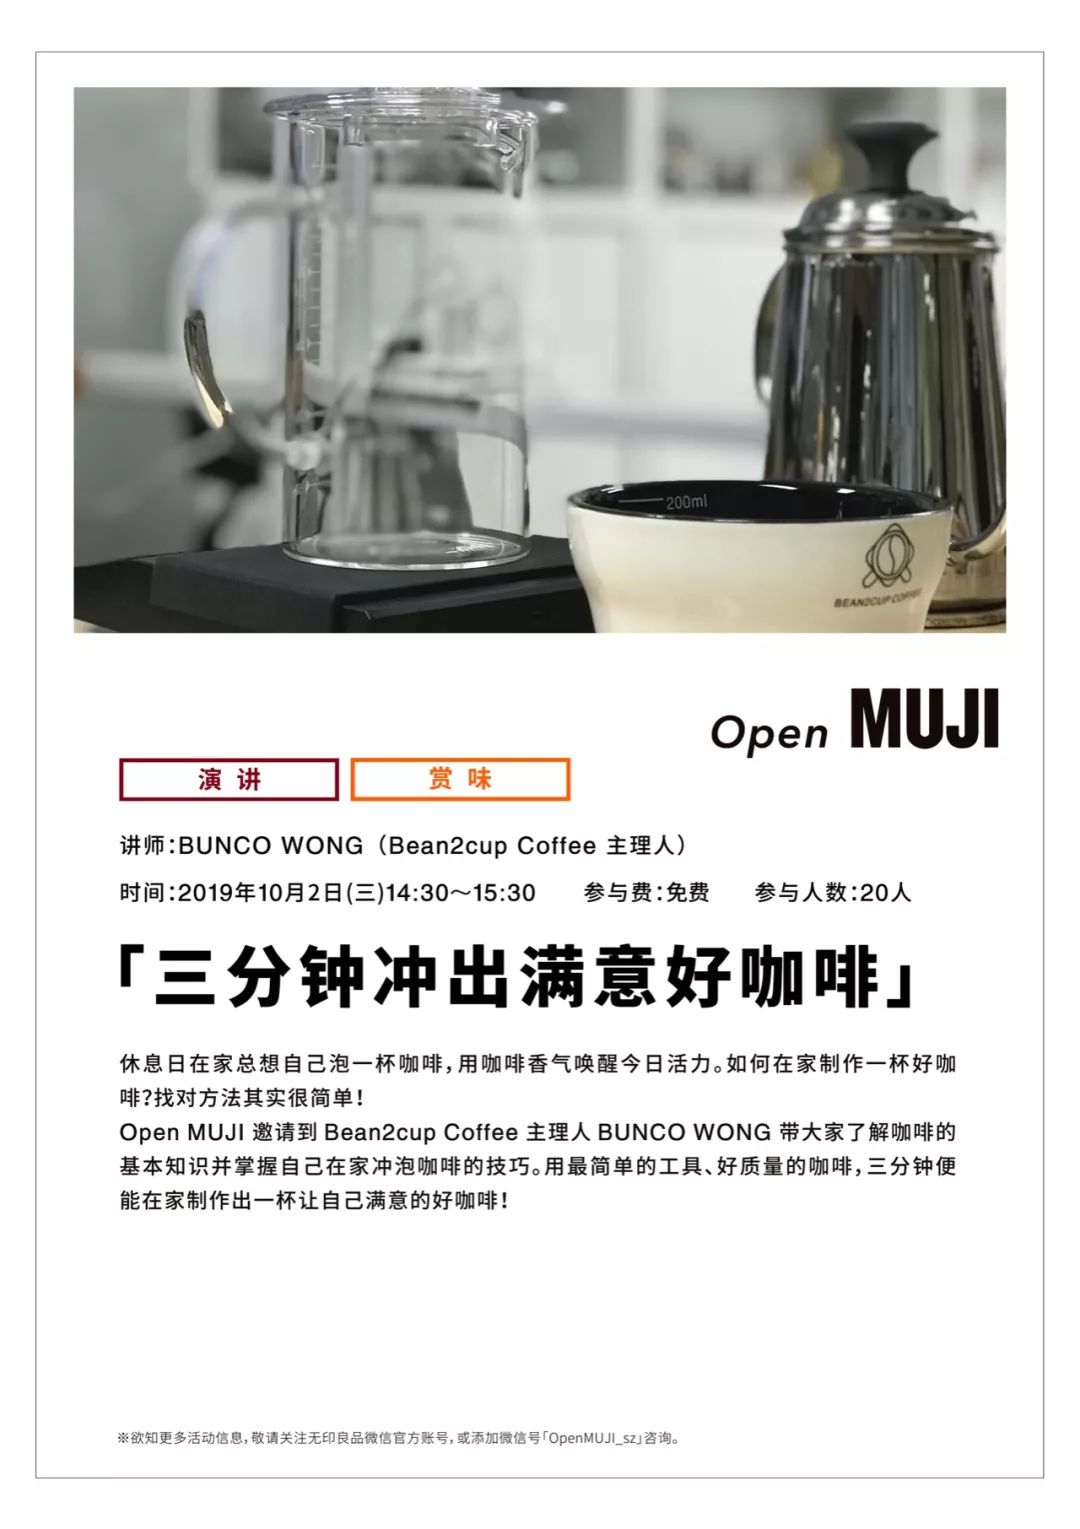 200ml
BEAN2CUP COFFEE
Open MUJI
演讲 赏味
讲师：BUNCO WONG（Bean2cup Coffee 主理人）
时间：2019年10月2日(三)14:30～15:30 参与费：免费 参与人数：20人
「三分钟冲出满意好咖啡」
休息日在家总想自己泡一杯咖啡，用咖啡香气唤醒今日活力。如何在家制作一杯好咖
啡？找对方法其实很简单！
Open MUJI 邀请到 Bean2cup Coffee 主理人 BUNCO WONG 带大家了解咖啡的
基本知识并掌握自己在家冲泡咖啡的技巧。用最简单的工具、好质量的咖啡，三分钟便
能在家制作出一杯让自己满意的好咖啡！
※欲知更多活动信息，敬请关注无印良品微信官方账号，或添加微信号「OpenMUJI_sz」咨询。